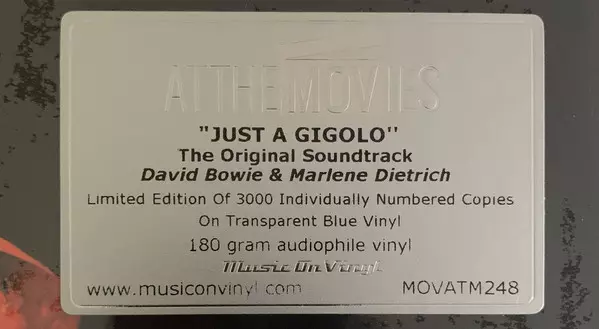 AT THE MOVIES
"JUST A GIGOLO"
The Original Soundtrack
David Bowie & Marlene Dietrich
Limited Edition Of 3000 Individually Numbered Copies
On Transparent Blue Vinyl
180 gram audiophile vinyl
Music On Vinyl
www.musiconvinyl.com MOVATM248